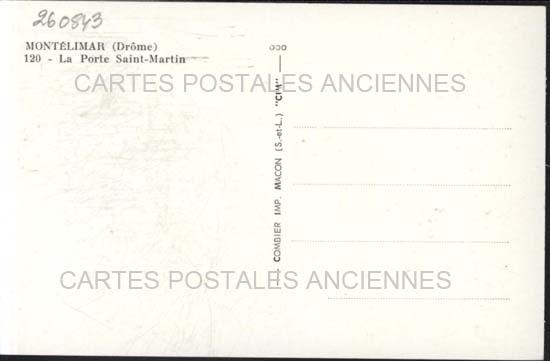 260843
MONTÉLIMAR (Drôme)
120 - La Porte Saint-Martin
CARTES POSTALES ANCIENNES
COMBIER IMP. MACON (S.-et-L.) "CIM"
CARTES POSTALES ANCIENNES